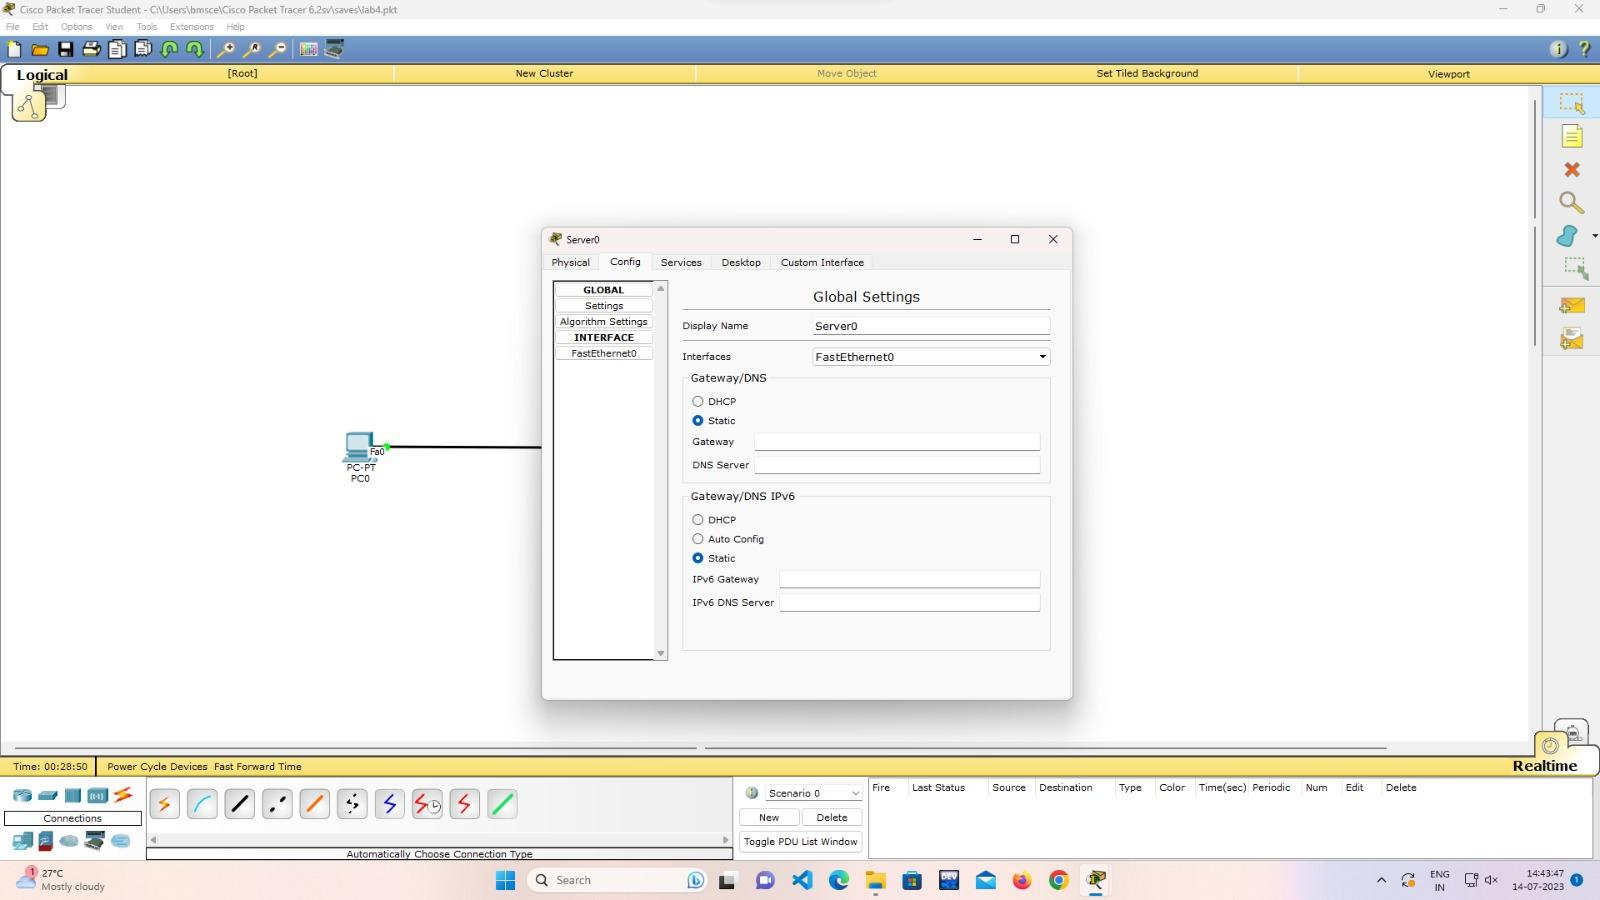 Cisco Packet Tracer Student - C:\Users\bmsce\Cisco Packet Tracer 6.2sv\saves\lab4.pkt
File Edit Options View Tools Extensions Help
Logical [Root] New Cluster Move Object Set Tiled Background Viewport
Server0
Physical Config Services Desktop Custom Interface
GLOBAL
Settings
Algorithm Settings
INTERFACE
FastEthernet0
Global Settings
Display Name Server0
Interfaces FastEthernet0
Gateway/DNS
DHCP
Static
Gateway
DNS Server
Gateway/DNS IPv6
DHCP
Auto Config
Static
IPv6 Gateway
IPv6 DNS Server
Fa0
PC-PT
PC0
Time: 00:28:50 Power Cycle Devices Fast Forward Time
Realtime
Connections
Automatically Choose Connection Type
Scenario 0
New Delete
Toggle PDU List Window
Fire Last Status Source Destination Type Color Time(sec) Periodic Num Edit Delete
1
27°C
Mostly cloudy
Search
DEV
ENG
IN
14:43:47
14-07-2023
1